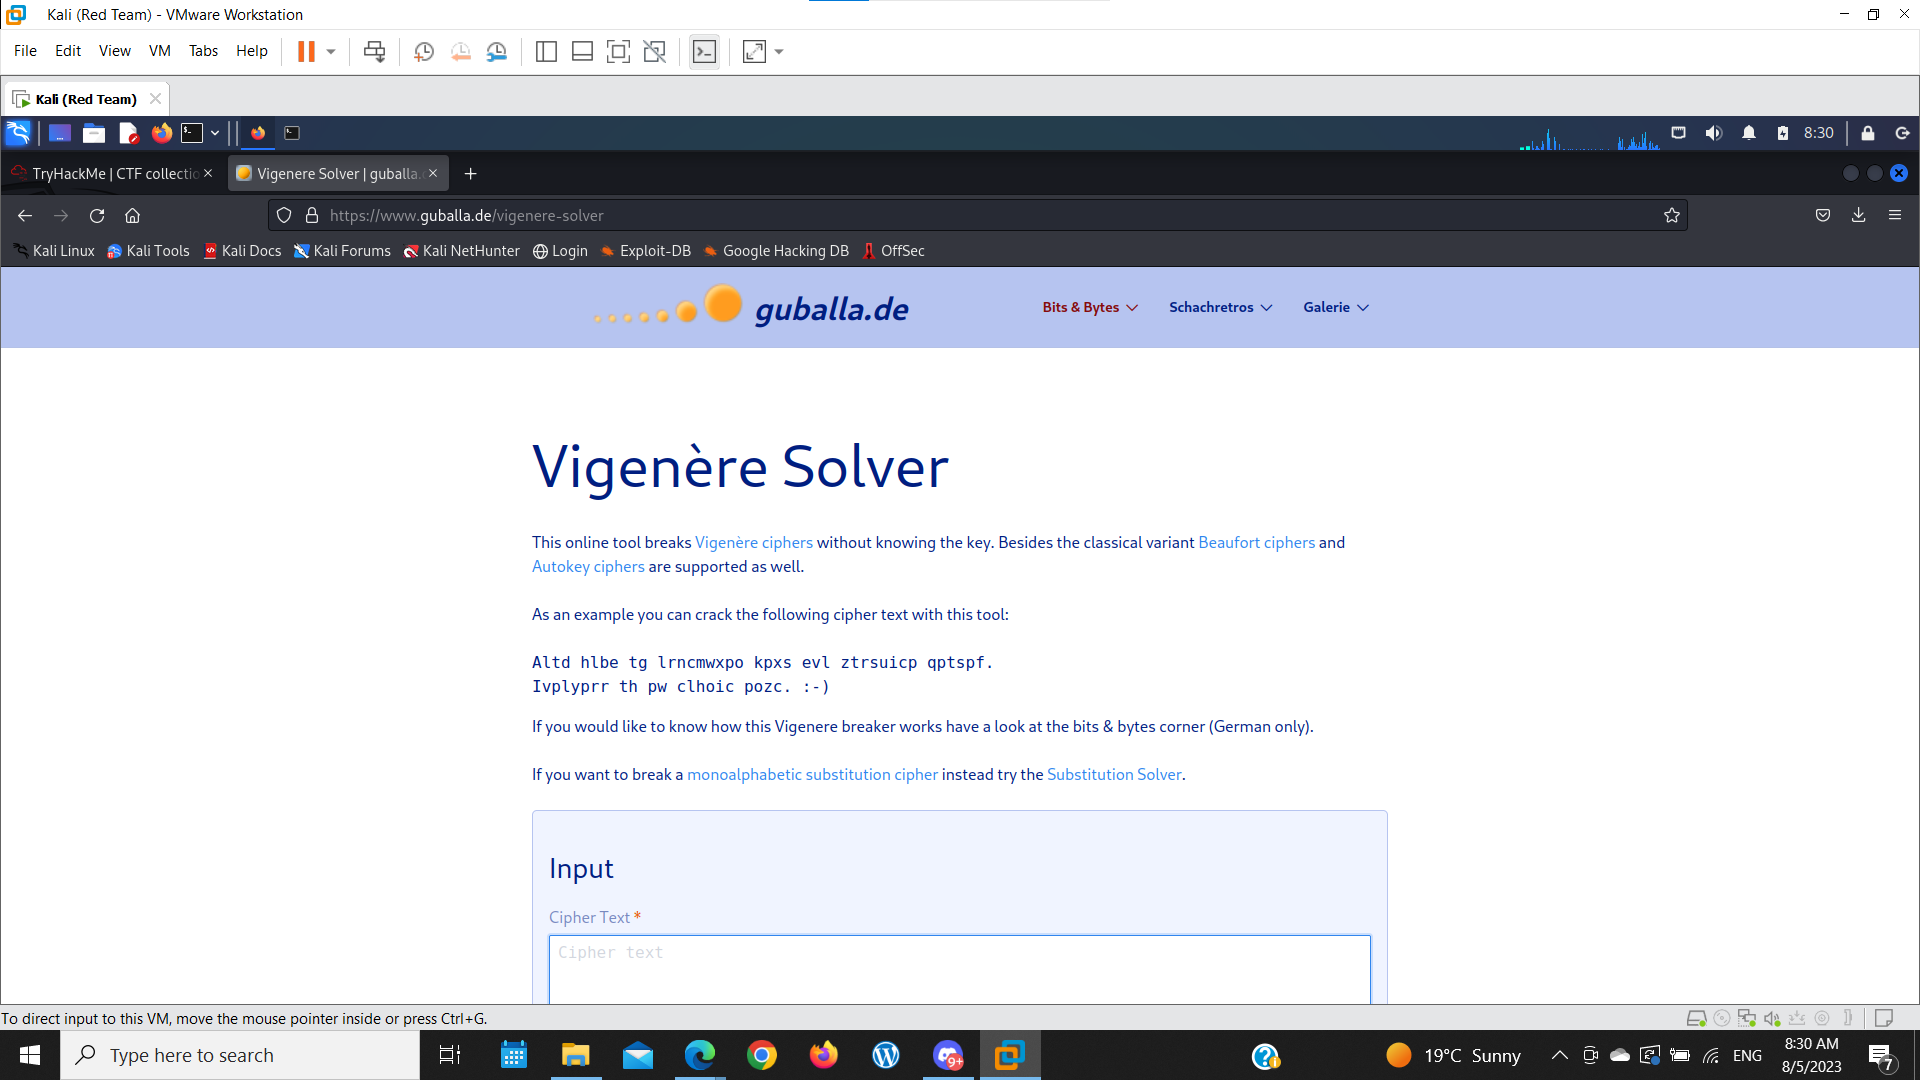 Kali (Red Team) - VMware Workstation
File Edit View VM Tabs Help
Kali (Red Team)
8:30
TryHackMe | CTF collectio
Vigenere Solver | guballa.
https://www.guballa.de/vigenere-solver
Kali Linux Kali Tools Kali Docs Kali Forums Kali NetHunter Login Exploit-DB Google Hacking DB OffSec
guballa.de
Bits & Bytes Schachretros Galerie
Vigenère Solver
This online tool breaks Vigenère ciphers without knowing the key. Besides the classical variant Beaufort ciphers and
Autokey ciphers are supported as well.
As an example you can crack the following cipher text with this tool:
Altd hlbe tg lrncmwxpo kpxs evl ztrsuicp qptspf.
Ivplyprr th pw clhoic pozc. :-)
If you would like to know how this Vigenere breaker works have a look at the bits & bytes corner (German only).
If you want to break a monoalphabetic substitution cipher instead try the Substitution Solver.
Input
Cipher Text *
Cipher text
To direct input to this VM, move the mouse pointer inside or press Ctrl+G.
Type here to search
9+
19°C Sunny
ENG
8:30 AM
8/5/2023
7